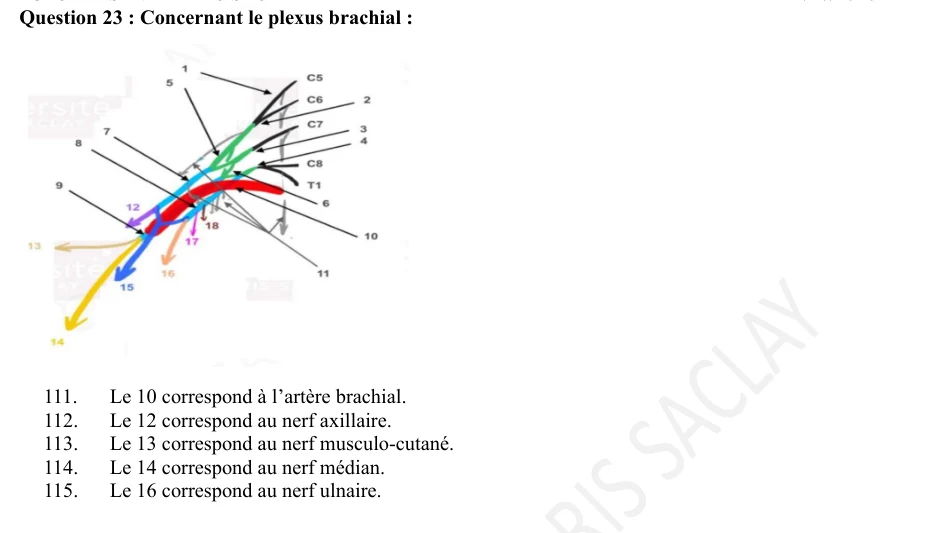 Question 23 : Concernant le plexus brachial :
1
5
C5
C6
2
C7
3
7
4
8
C8
9
T1
12
6
18
10
13
17
16
11
15
14
111. Le 10 correspond à l’artère brachial.
112. Le 12 correspond au nerf axillaire.
113. Le 13 correspond au nerf musculo-cutané.
114. Le 14 correspond au nerf médian.
115. Le 16 correspond au nerf ulnaire.
RIS SACLAY